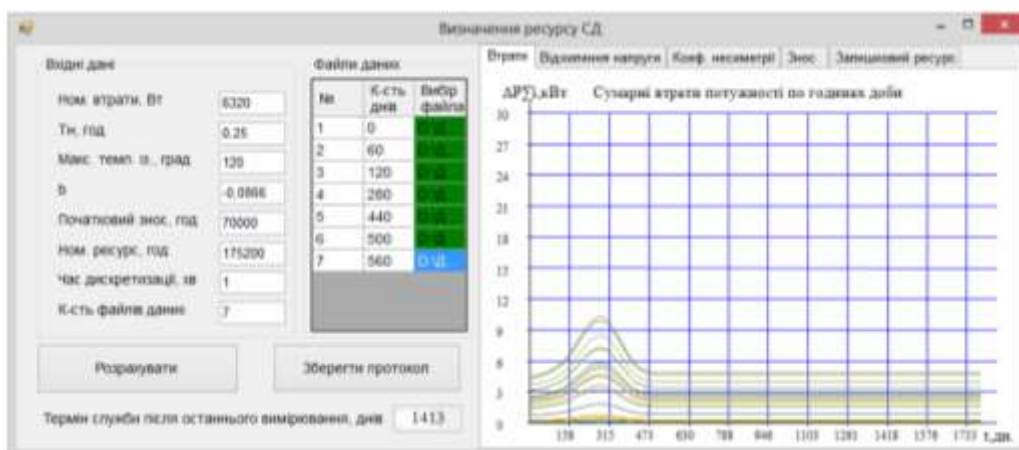 Визначення ресурсу СД
Вхідні дані
Ном. втрати, Вт 6320
Тн, год 0.25
Макс. темп. із., град 120
b -0,0866
Початковий знос, год 70000
Ном. ресурс, год 175200
Час дискретизації, хв 1
К-сть файлів даних 7
Розрахувати
Зберегти протокол
Термін служби після останнього вимірювання, днів 1413
Файли даних
№ К-сть днів Вибір файла
1 0 D:\Д
2 60 D:\Д
3 120 D:\Д
4 260 D:\Д
5 440 D:\Д
6 500 D:\Д
7 560 D:\Д
Втрати Відхилення напруги Коеф. несиметрії Знос Залишковий ресурс
ΔPΣ,кВт Сумарні втрати потужності по годинах доби
30
27
24
21
18
15
12
9
6
3
0
158 315 473 630 788 946 1103 1261 1418 1576 1733 t,дн.